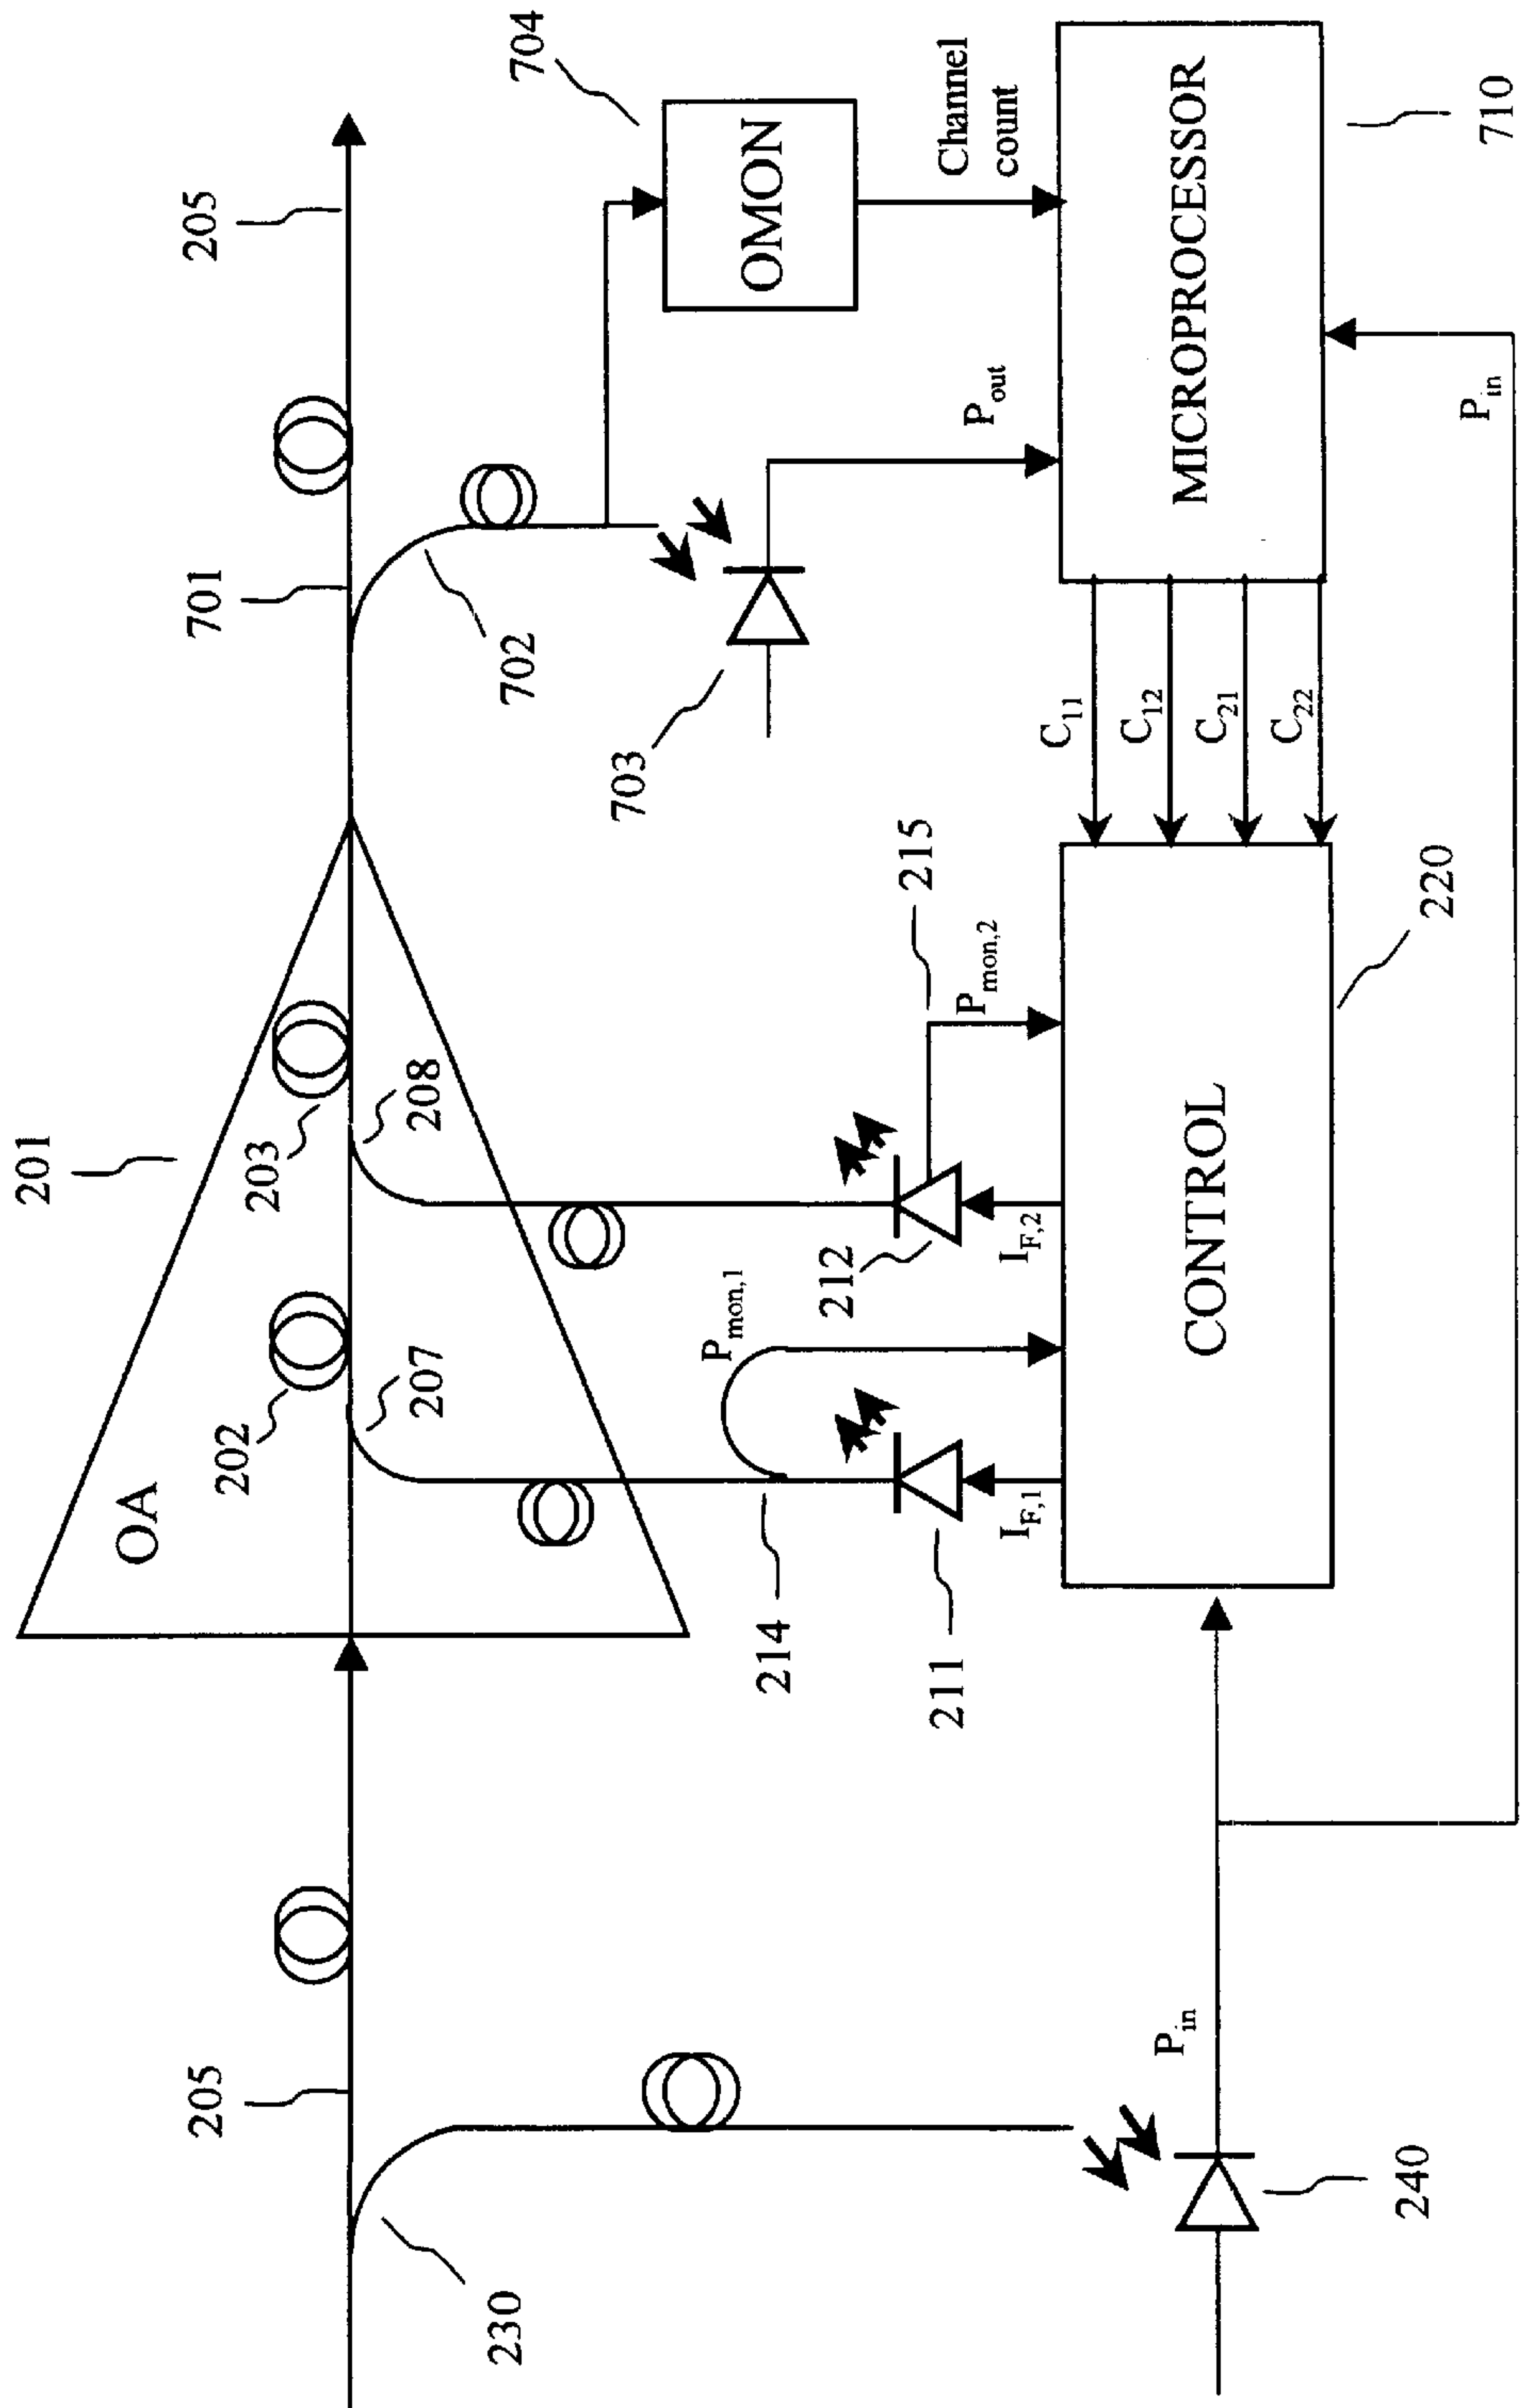 205
230
240
P_in
OA
201
202
203
207
208
214
211
212
215
P_mon,1
P_mon,2
I_F,1
I_F,2
CONTROL
220
205
701
702
703
704
OMON
Channel
count
P_out
C_11
C_12
C_21
C_22
MICROPROCESSOR
710
P_in